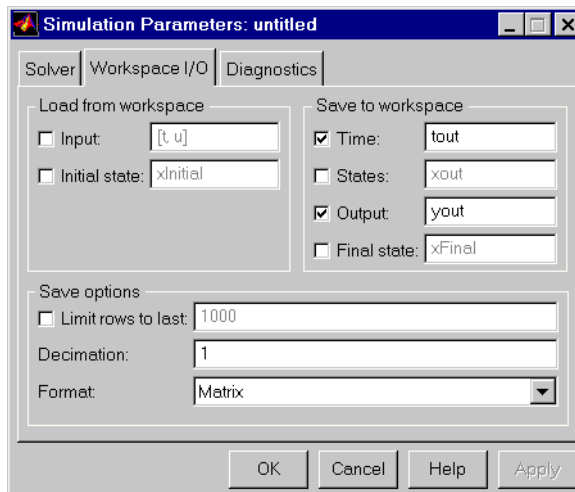 Simulation Parameters: untitled
Solver Workspace I/O Diagnostics
Load from workspace
Input: [t, u]
Initial state: xInitial
Save to workspace
Time: tout
States: xout
Output: yout
Final state: xFinal
Save options
Limit rows to last: 1000
Decimation: 1
Format: Matrix
OK Cancel Help Apply